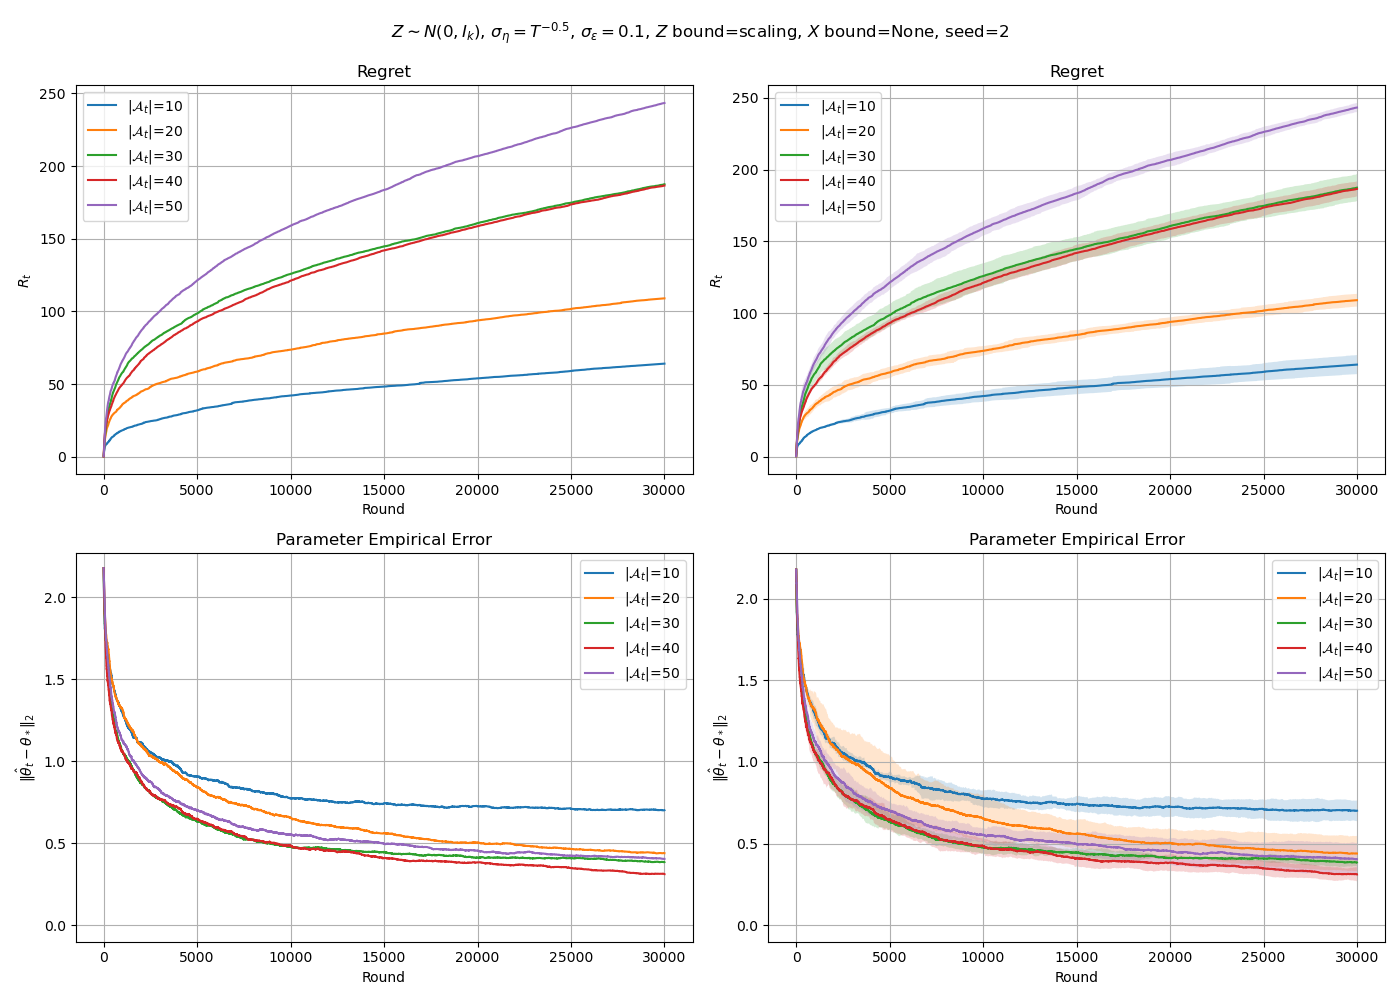 Z ∼ N(0, I_k), σ_η = T^{−0.5}, σ_ε = 0.1, Z bound=scaling, X bound=None, seed=2
Regret
250
200
150
100
50
0
R_t
|𝒜_t|=10
|𝒜_t|=20
|𝒜_t|=30
|𝒜_t|=40
|𝒜_t|=50
0 5000 10000 15000 20000 25000 30000
Round
Regret
250
200
150
100
50
0
R_t
|𝒜_t|=10
|𝒜_t|=20
|𝒜_t|=30
|𝒜_t|=40
|𝒜_t|=50
0 5000 10000 15000 20000 25000 30000
Round
Parameter Empirical Error
2.0
1.5
1.0
0.5
0.0
‖θ̂_t − θ_*‖_2
|𝒜_t|=10
|𝒜_t|=20
|𝒜_t|=30
|𝒜_t|=40
|𝒜_t|=50
0 5000 10000 15000 20000 25000 30000
Round
Parameter Empirical Error
2.0
1.5
1.0
0.5
0.0
‖θ̂_t − θ_*‖_2
|𝒜_t|=10
|𝒜_t|=20
|𝒜_t|=30
|𝒜_t|=40
|𝒜_t|=50
0 5000 10000 15000 20000 25000 30000
Round